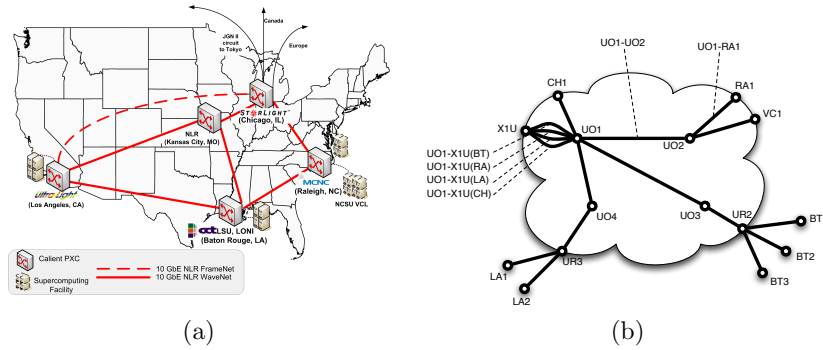 JGN II
circuit
to Tokyo
Canada
Europe
STARLIGHT
(Chicago, IL)
NLR
(Kansas City, MO)
MCNC
(Raleigh, NC)
NCSU VCL
UltraLight
(Los Angeles, CA)
LSU, LONI
(Baton Rouge, LA)
Calient PXC
10 GbE NLR FrameNet
10 GbE NLR WaveNet
Supercomputing
Facility
(a)
UO1-UO2
UO1-RA1
CH1
RA1
VC1
X1U
UO1
UO2
UO1-X1U(BT)
UO1-X1U(RA)
UO1-X1U(LA)
UO1-X1U(CH)
UO4
UO3
UR2
BT
BT2
BT3
UR3
LA1
LA2
(b)